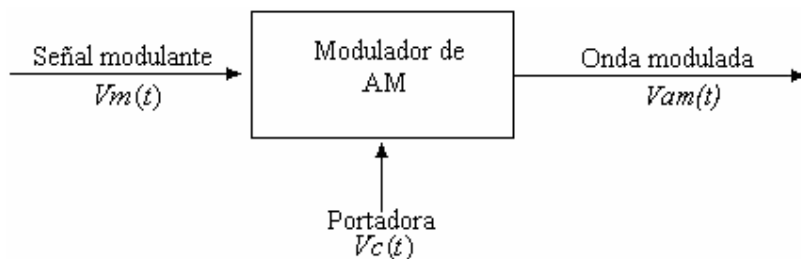 Señal modulante
Vm(t)
Modulador de
AM
Onda modulada
Vam(t)
Portadora
Vc(t)